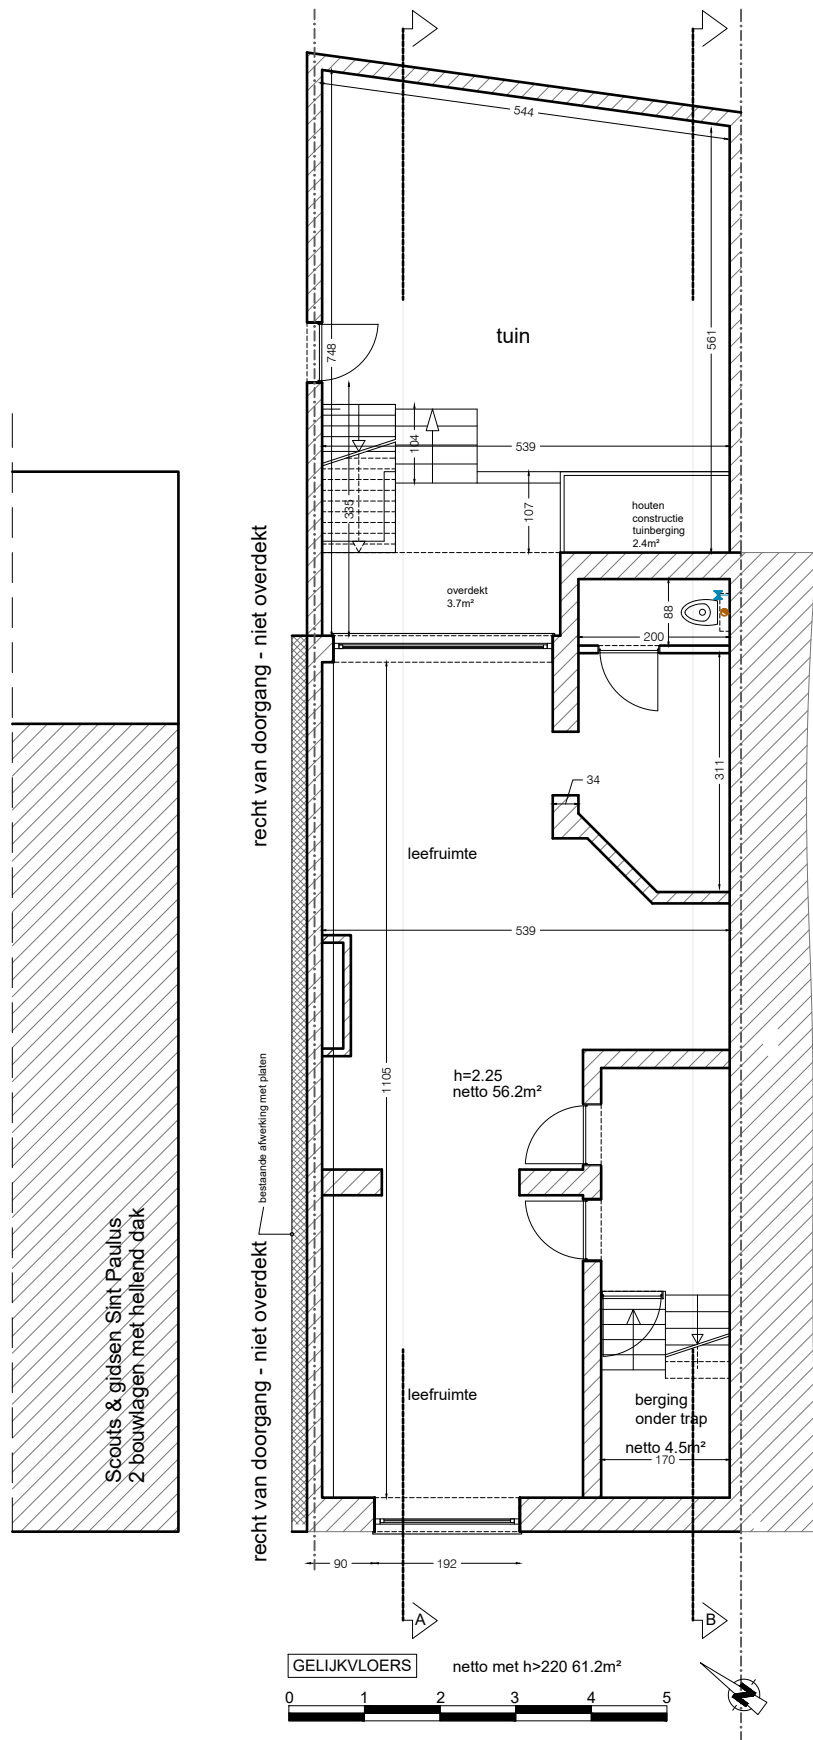 544
tuin
748
561
104
539
335
107
houten
constructie
tuinberging
2.4m²
overdekt
3.7m²
88
200
recht van doorgang - niet overdekt
34
311
leefruimte
539
h=2.25
netto 56.2m²
1105
bestaande afwerking met platen
Scouts & gidsen Sint Paulus
2 bouwlagen met hellend dak
recht van doorgang - niet overdekt
leefruimte
berging
onder trap
netto 4.5m²
170
90
192
A
B
GELIJKVLOERS
netto met h>220 61.2m²
0 1 2 3 4 5
N